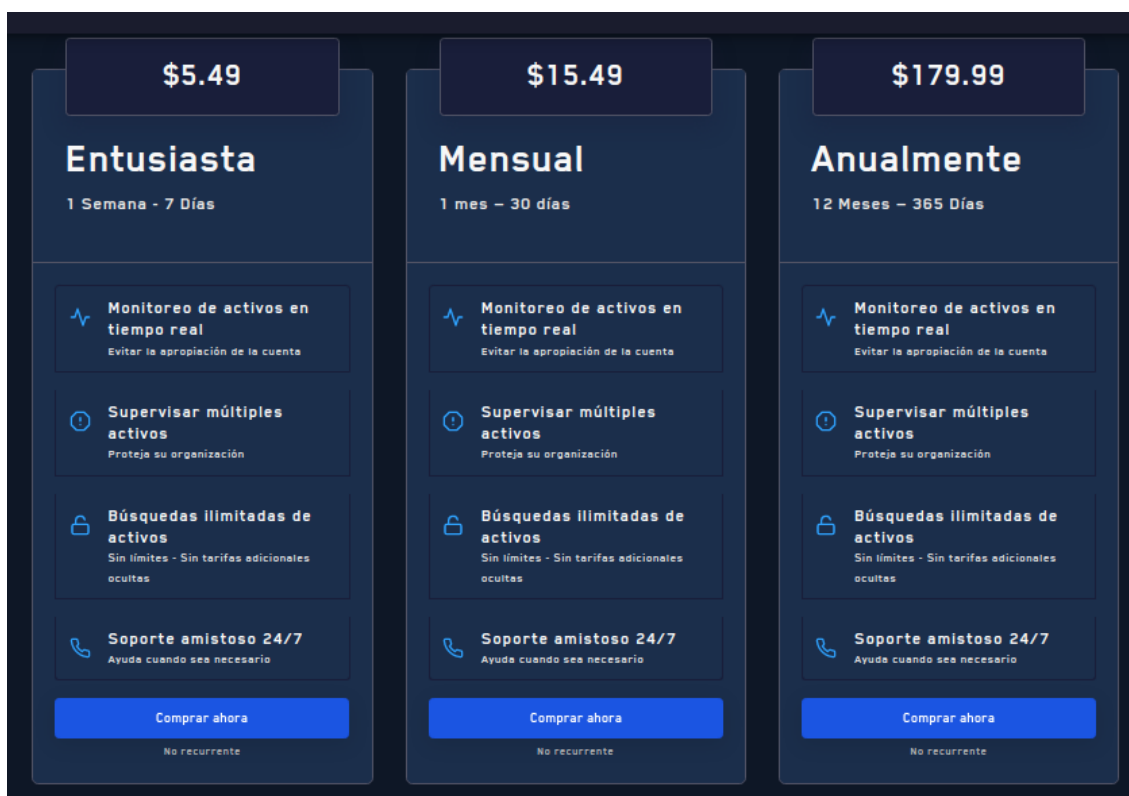 $5.49
Entusiasta
1 Semana - 7 Días
Monitoreo de activos en
tiempo real
Evitar la apropiación de la cuenta
Supervisar múltiples
activos
Proteja su organización
Búsquedas ilimitadas de
activos
Sin límites - Sin tarifas adicionales
ocultas
Soporte amistoso 24/7
Ayuda cuando sea necesario
Comprar ahora
No recurrente
$15.49
Mensual
1 mes – 30 días
Monitoreo de activos en
tiempo real
Evitar la apropiación de la cuenta
Supervisar múltiples
activos
Proteja su organización
Búsquedas ilimitadas de
activos
Sin límites - Sin tarifas adicionales
ocultas
Soporte amistoso 24/7
Ayuda cuando sea necesario
Comprar ahora
No recurrente
$179.99
Anualmente
12 Meses – 365 Días
Monitoreo de activos en
tiempo real
Evitar la apropiación de la cuenta
Supervisar múltiples
activos
Proteja su organización
Búsquedas ilimitadas de
activos
Sin límites - Sin tarifas adicionales
ocultas
Soporte amistoso 24/7
Ayuda cuando sea necesario
Comprar ahora
No recurrente